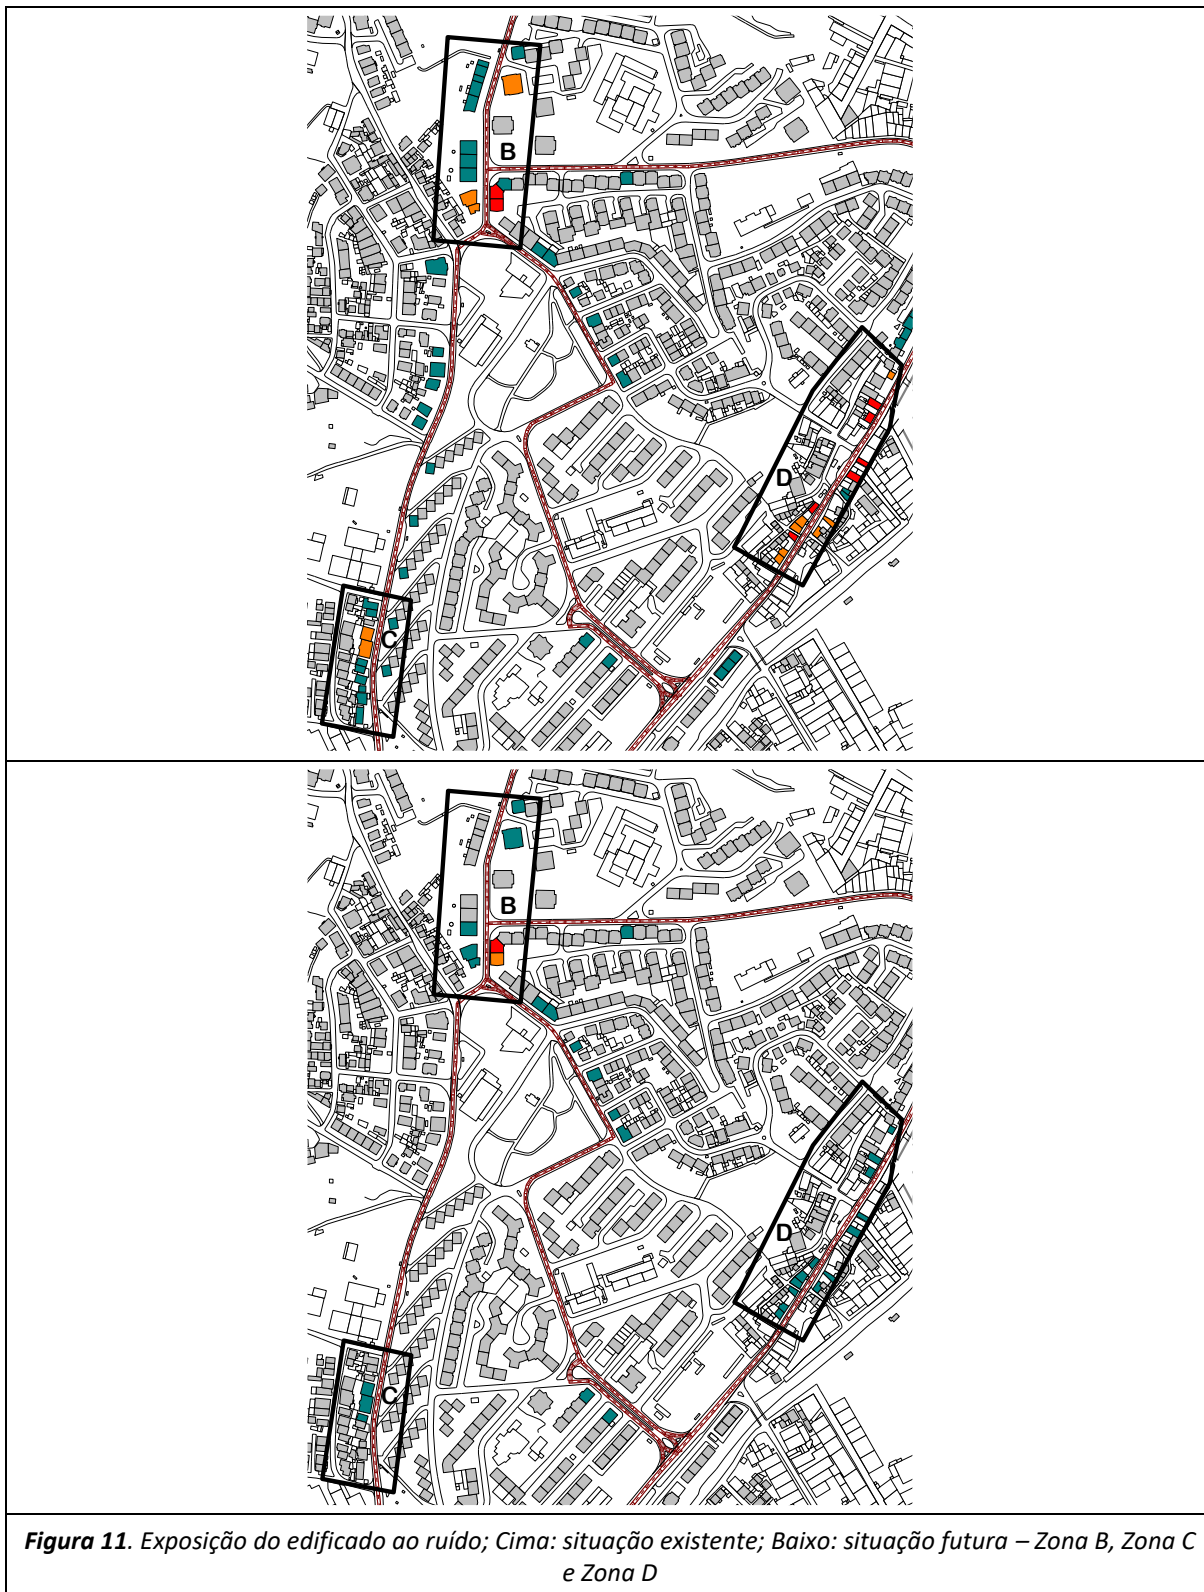 B
D
C
B
D
C
Figura 11. Exposição do edificado ao ruído; Cima: situação existente; Baixo: situação futura – Zona B, Zona C
e Zona D